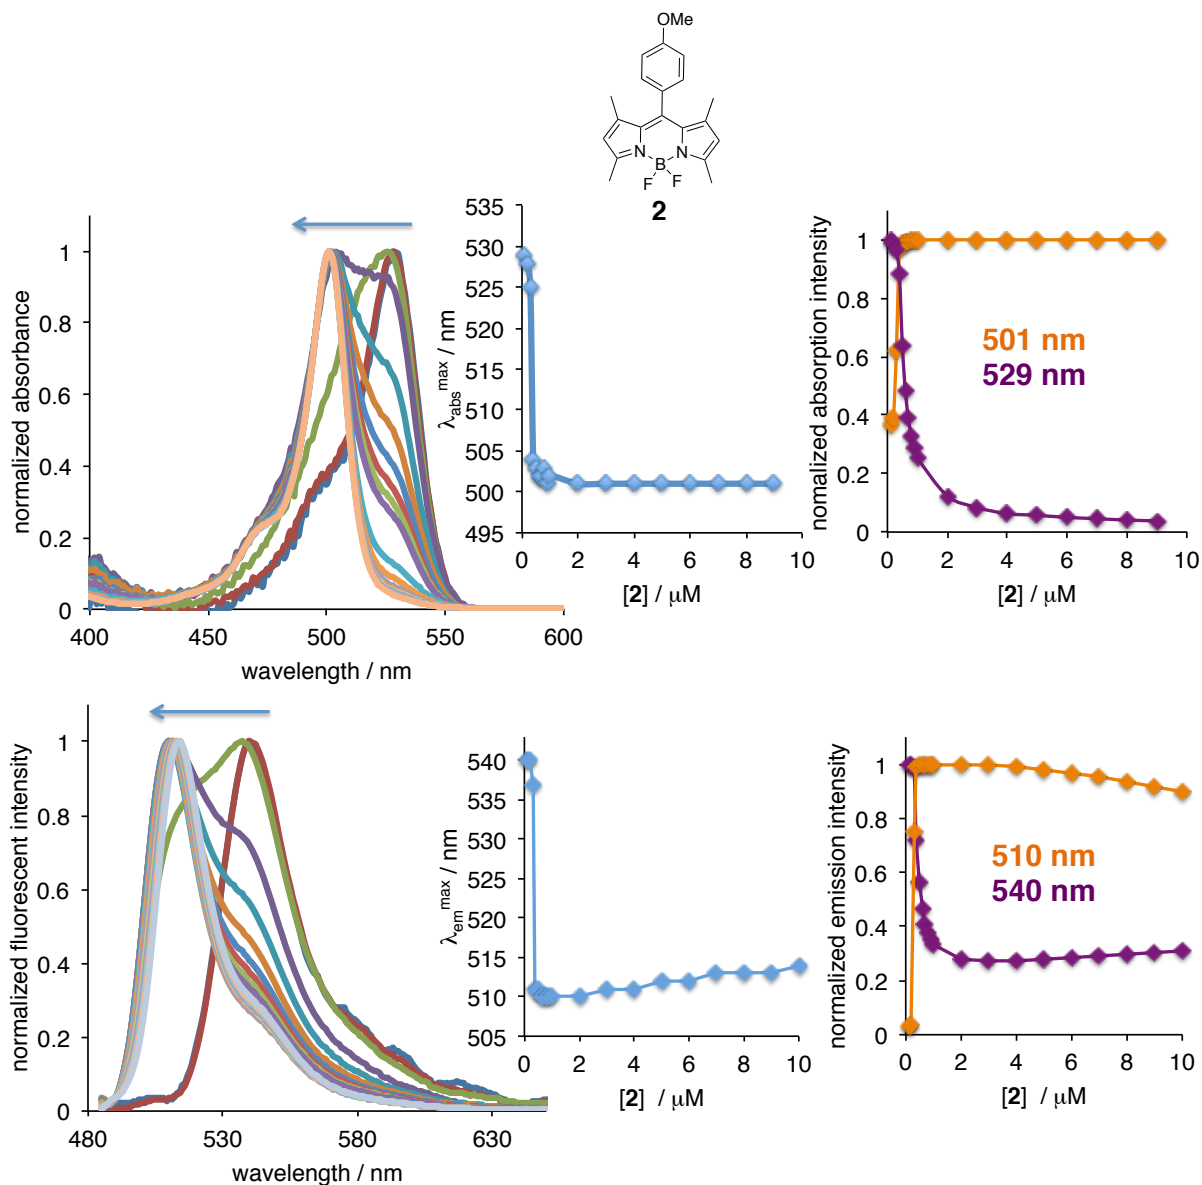 OMe
N N
B
F F
2
normalized absorbance
1
0.8
0.6
0.4
0.2
0
400 450 500 550 600
wavelength / nm
λabs max / nm
535
530
525
520
515
510
505
500
495
0 2 4 6 8 10
[2] / μM
nomalized absorption intensity
1
0.8
0.6
0.4
0.2
0
501 nm
529 nm
0 2 4 6 8 10
[2] / μM
normalized fluorescent intensity
1
0.8
0.6
0.4
0.2
0
480 530 580 630
wavelength / nm
λem max / nm
540
535
530
525
520
515
510
505
0 2 4 6 8 10
[2] / μM
normalized emission intensity
1
0.8
0.6
0.4
0.2
0
510 nm
540 nm
0 2 4 6 8 10
[2] / μM